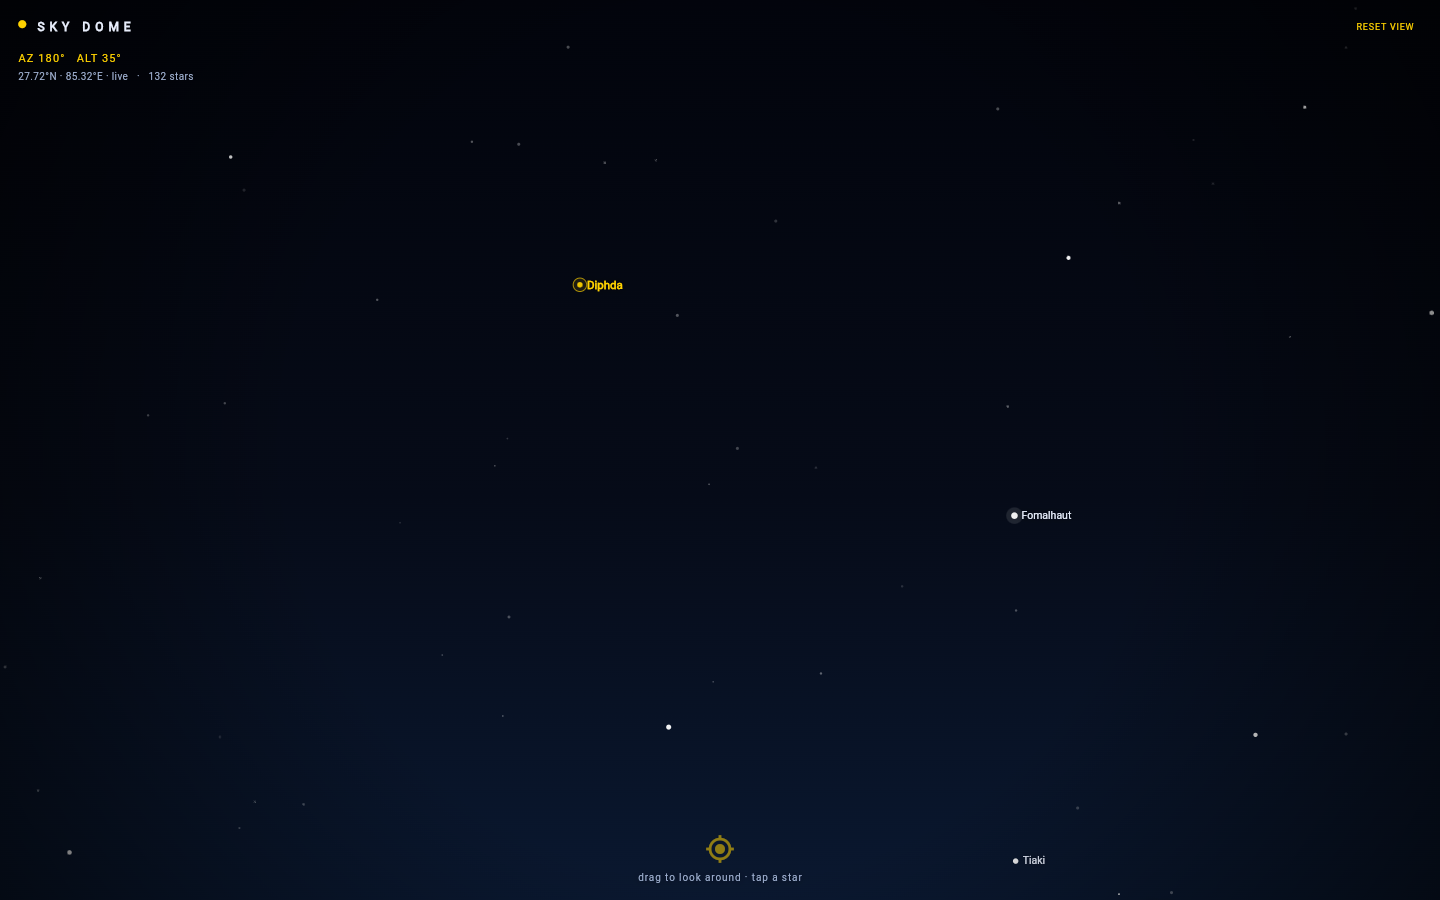 SKY DOME
RESET VIEW
AZ 180° ALT 35°
27.72°N · 85.32°E · live · 132 stars
Diphda
Fomalhaut
Tiaki
drag to look around · tap a star